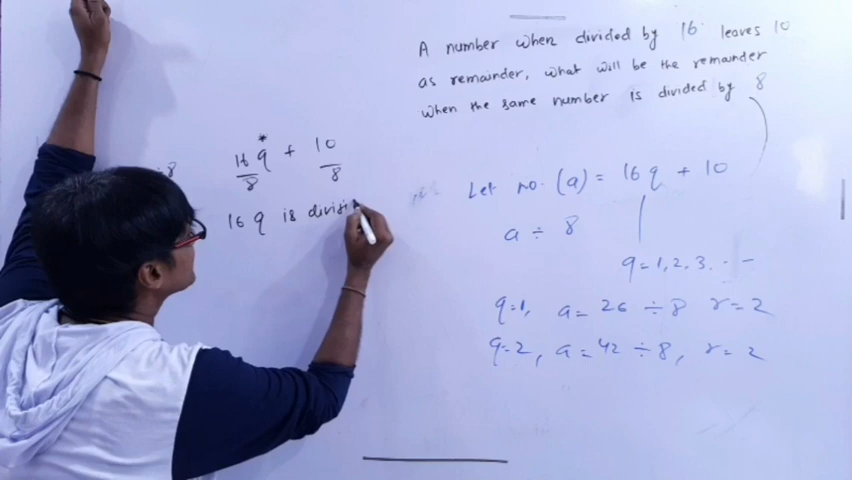 A number when divided by 16 leaves 10
as remainder, what will be the remainder
when the same number is divided by 8
Let no. (a) = 16q + 10
a ÷ 8
q = 1, 2, 3. . - -
q=1, a = 26 ÷ 8 r = 2
q=2, a = 42 ÷ 8, r = 2
÷8
16q/8 * + 10/8
16 q is divisi